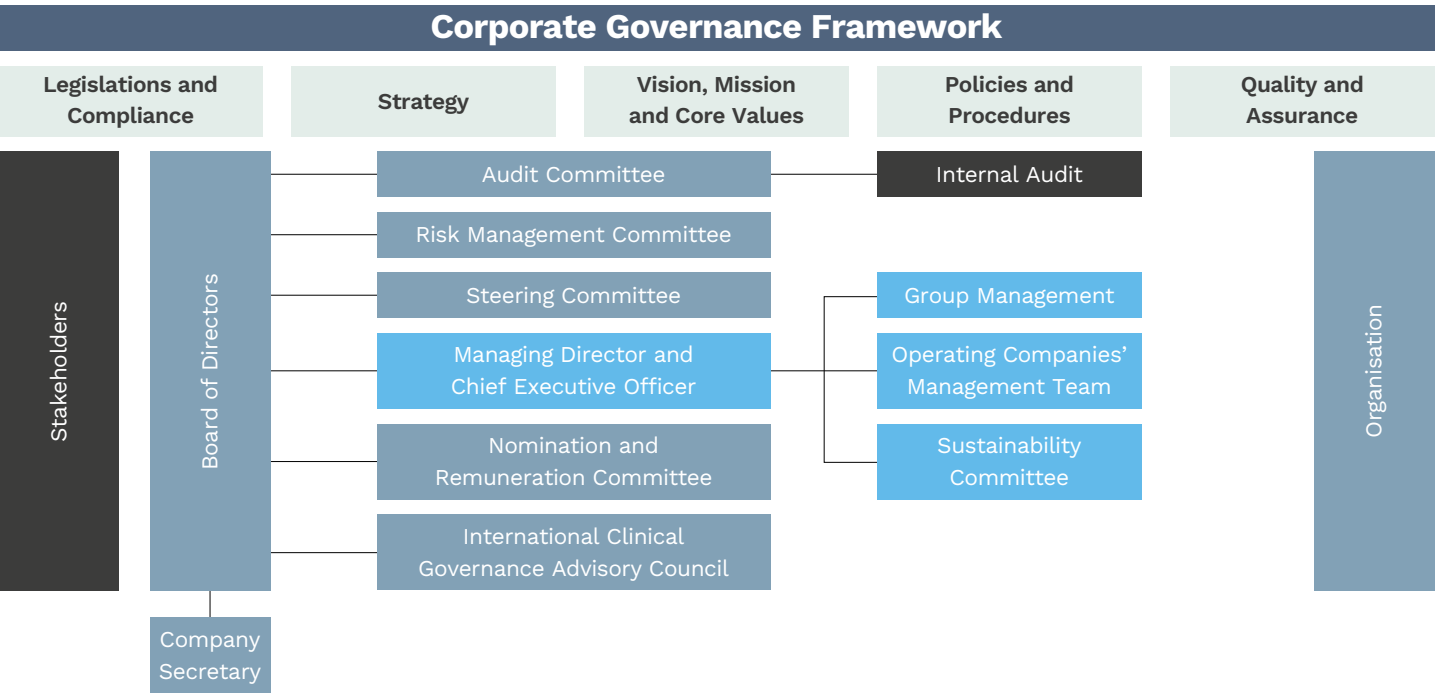 Corporate Governance Framework
Legislations and
Compliance
Strategy
Vision, Mission
and Core Values
Policies and
Procedures
Quality and
Assurance
Stakeholders
Board of Directors
Audit Committee
Internal Audit
Risk Management Committee
Steering Committee
Group Management
Managing Director and
Chief Executive Officer
Operating Companies’
Management Team
Nomination and
Remuneration Committee
Sustainability
Committee
International Clinical
Governance Advisory Council
Organisation
Company
Secretary